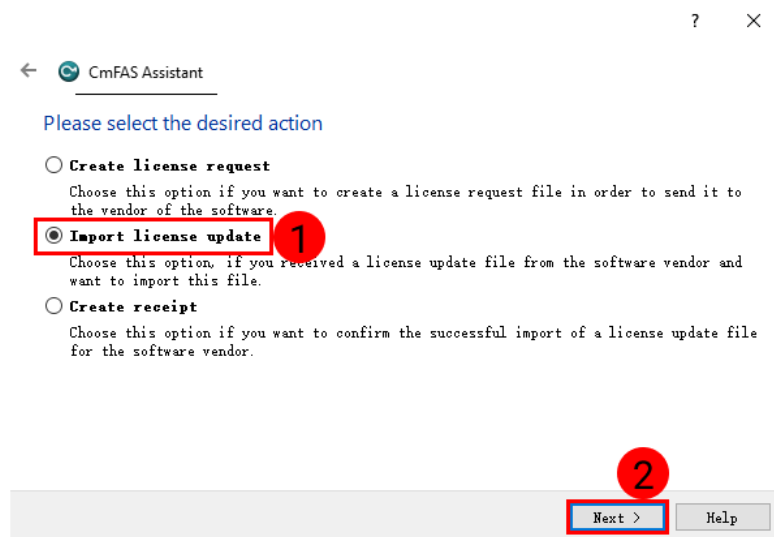 ?
CmFAS Assistant
Please select the desired action
Create license request
Choose this option if you want to create a license request file in order to send it to
the vendor of the software.
Import license update
1
Choose this option, if you received a license update file from the software vendor and
want to import this file.
Create receipt
Choose this option if you want to confirm the successful import of a license update file
for the software vendor.
2
Next > Help